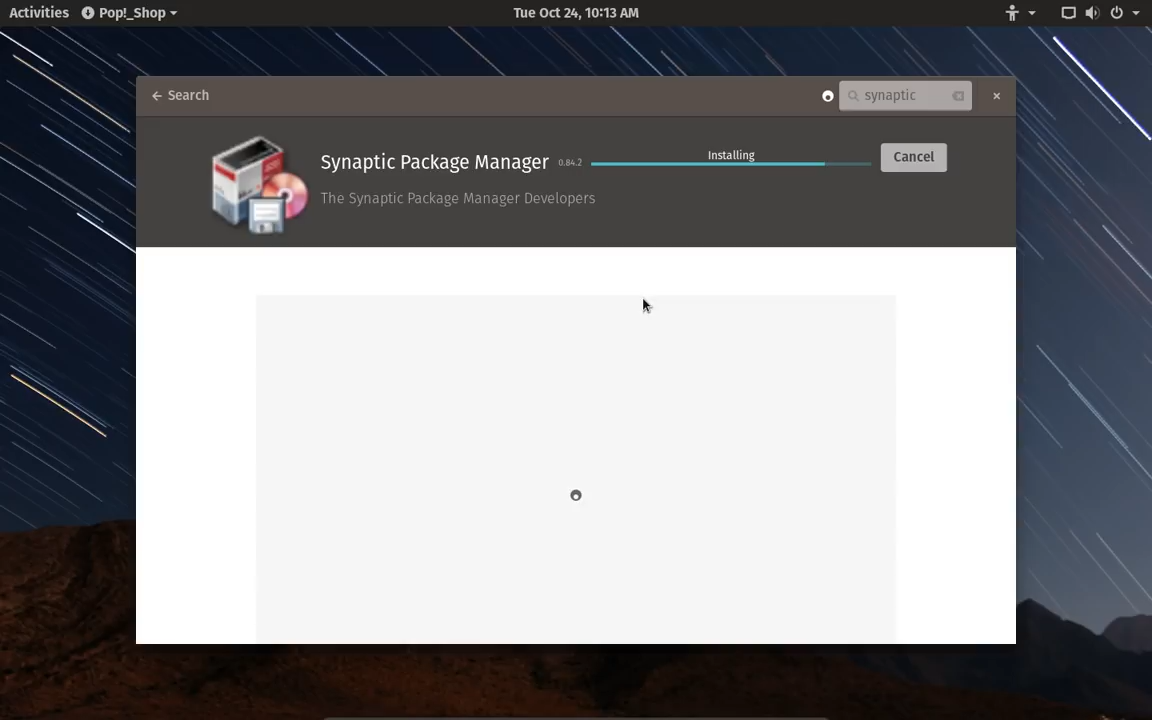 Activities Pop!_Shop Tue Oct 24, 10:13 AM
Search synaptic
Synaptic Package Manager 0.84.2 Installing Cancel
The Synaptic Package Manager Developers